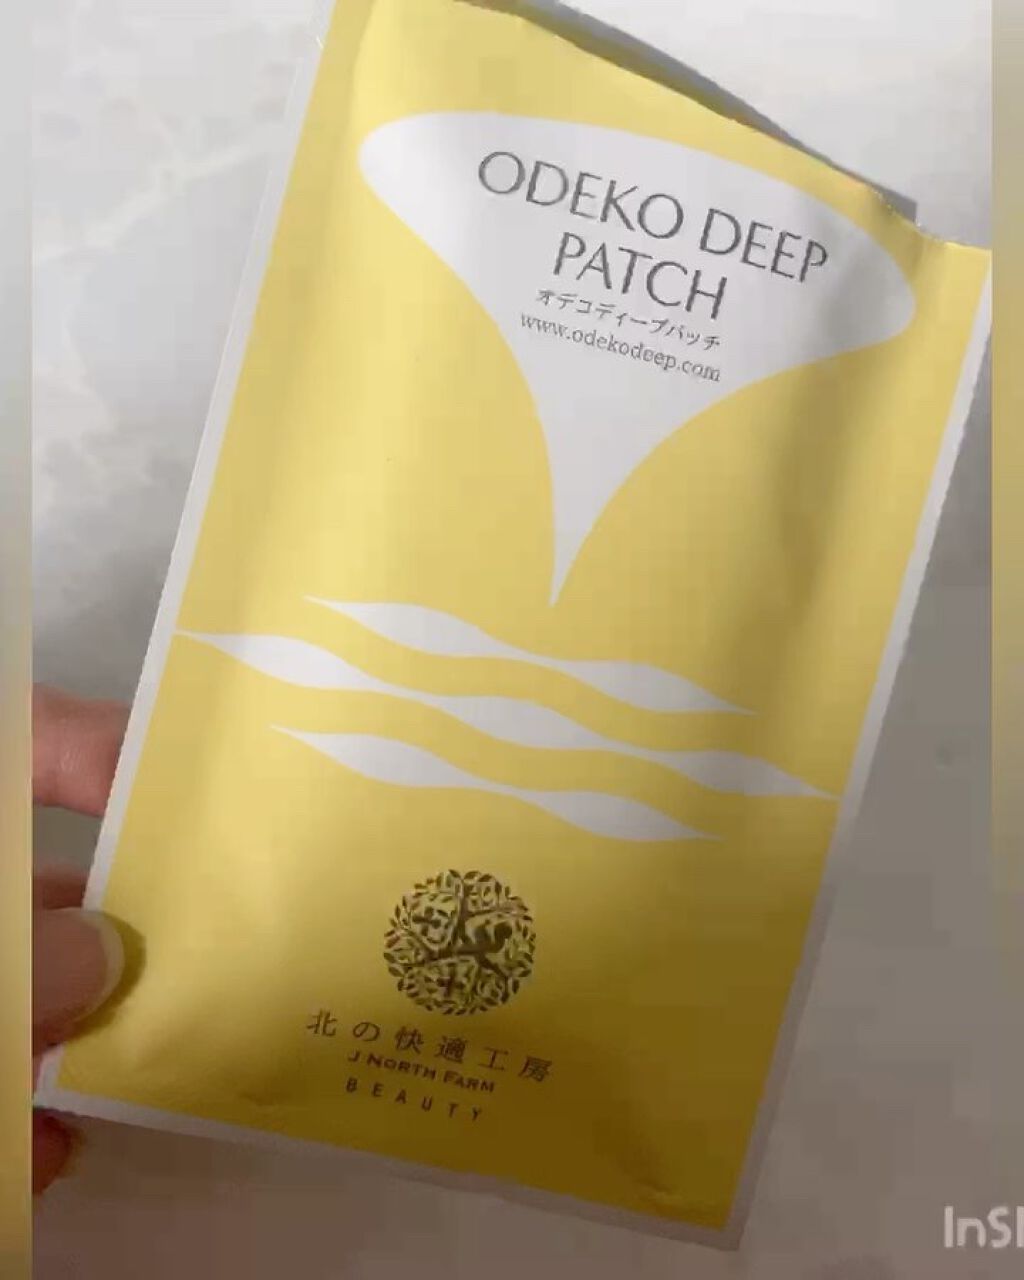 ODEKO DEEP
PATCH
オデコディープパッチ
www.odekodeep.com
北の快適工房
J NORTH FARM
BEAUTY